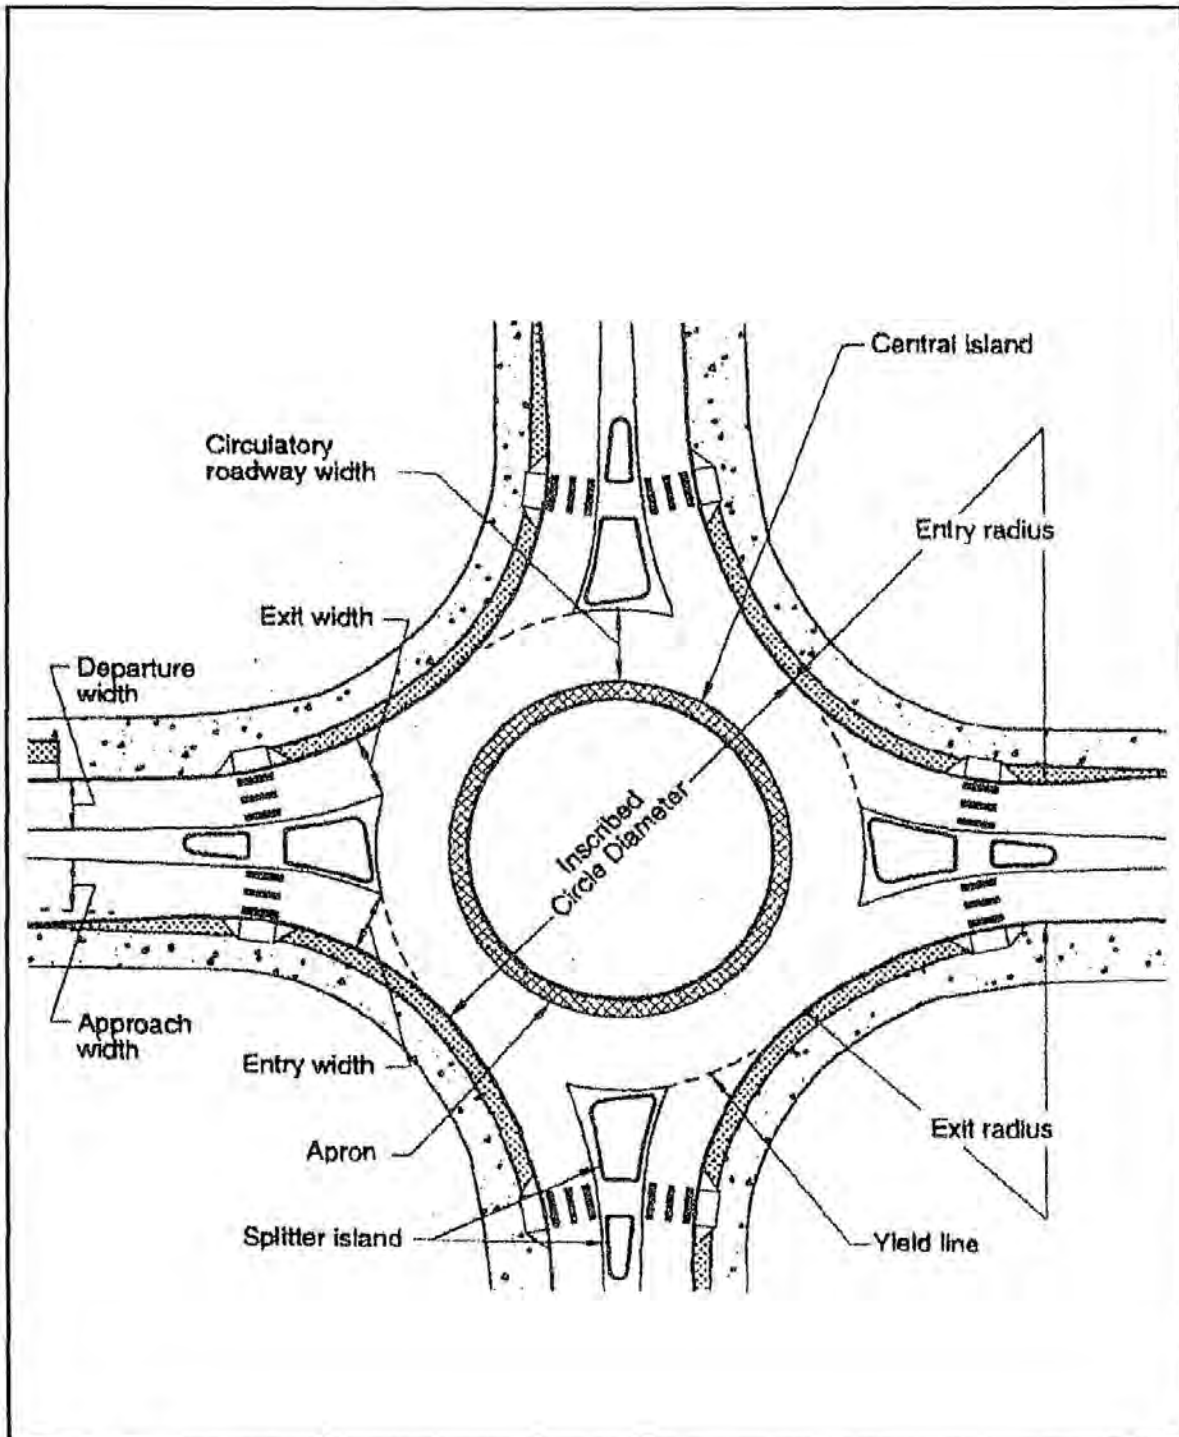 Central island
Circulatory
roadway width
Entry radius
Exit width
Departure
width
Inscribed
Circle Diameter
Approach
width
Entry width
Exit radius
Apron
Splitter island
Yield line